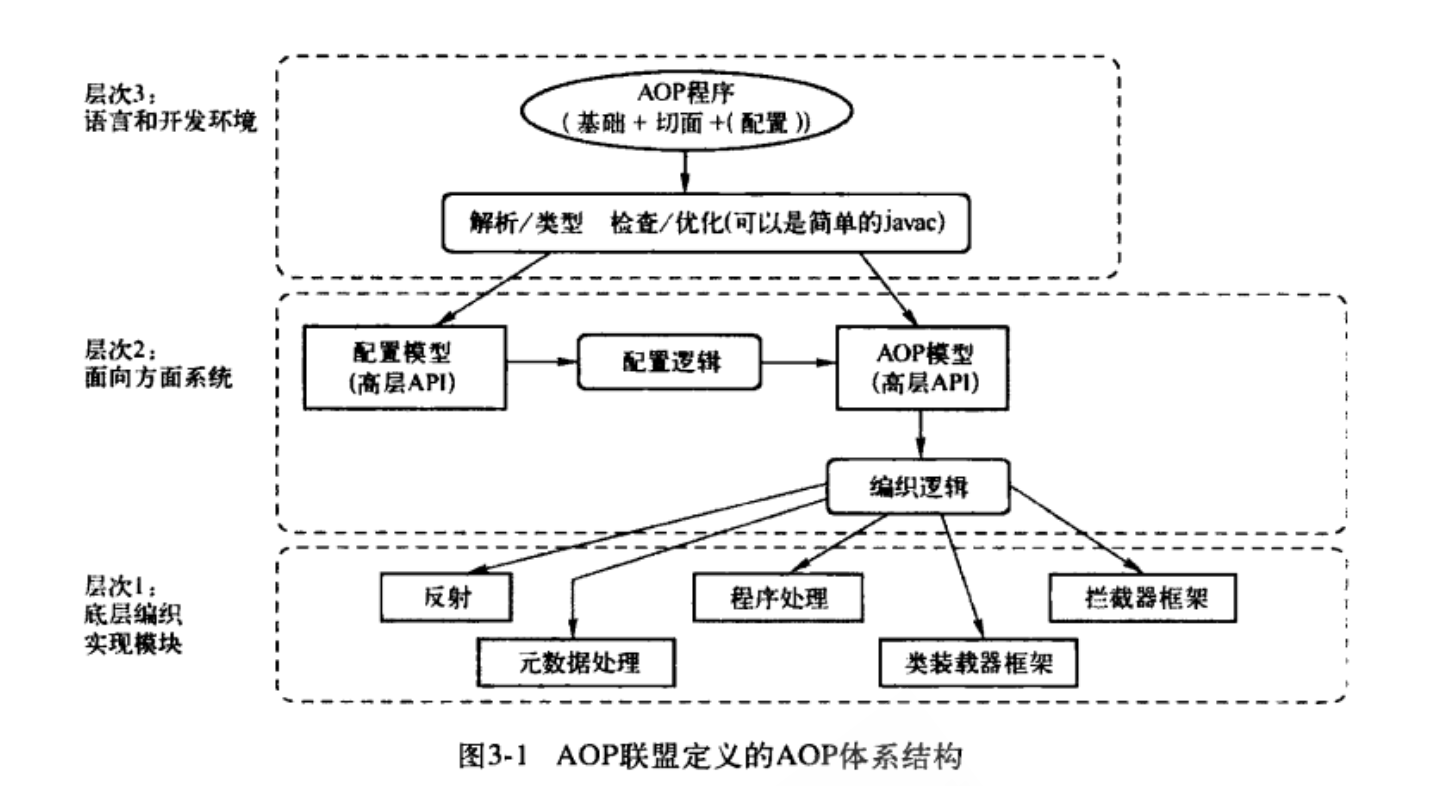 层次3：
语言和开发环境
AOP程序
（基础 + 切面 +( 配置 ))
解析/类型 检查/优化(可以是简单的javac)
层次2：
面向方面系统
配置模型
(高层API)
配置逻辑
AOP模型
(高层API)
编织逻辑
层次1：
底层编织
实现模块
反射
程序处理
拦截器框架
元数据处理
类装载器框架
图3-1 AOP联盟定义的AOP体系结构